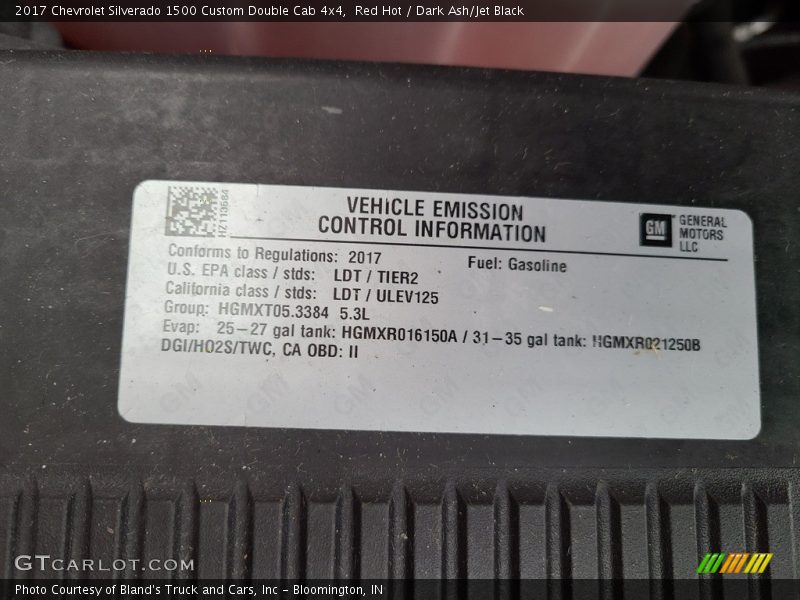 2017 Chevrolet Silverado 1500 Custom Double Cab 4x4,  Red Hot / Dark Ash/Jet Black
VEHICLE EMISSION
CONTROL INFORMATION
GM
GENERAL
MOTORS
LLC
Conforms to Regulations: 2017
Fuel: Gasoline
U.S. EPA class / stds: LDT / TIER2
California class / stds: LDT / ULEV125
Group: HGMXT05.3384 5.3L
Evap: 25-27 gal tank: HGMXR016150A / 31-35 gal tank: HGMXR021250B
DGI/HO2S/TWC, CA OBD: II
GTCARLOT.COM
Photo Courtesy of Bland's Truck and Cars, Inc - Bloomington, IN